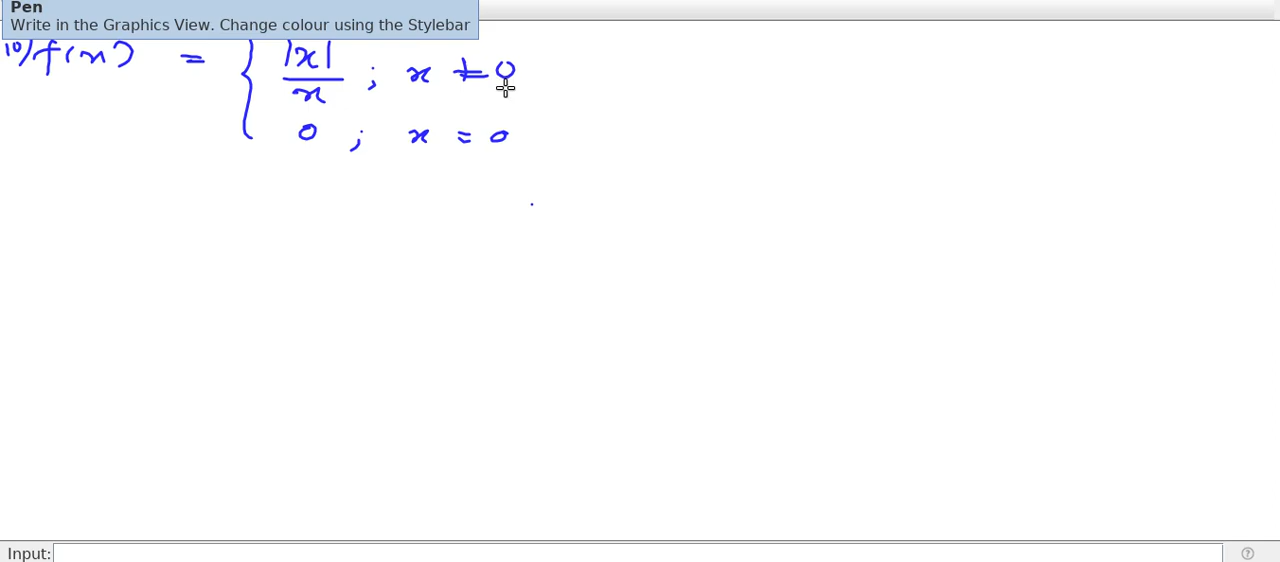 Pen
Write in the Graphics View. Change colour using the Stylebar
10) f(x) = { |x| / x ; x ≠ 0
0 ; x = 0
Input: